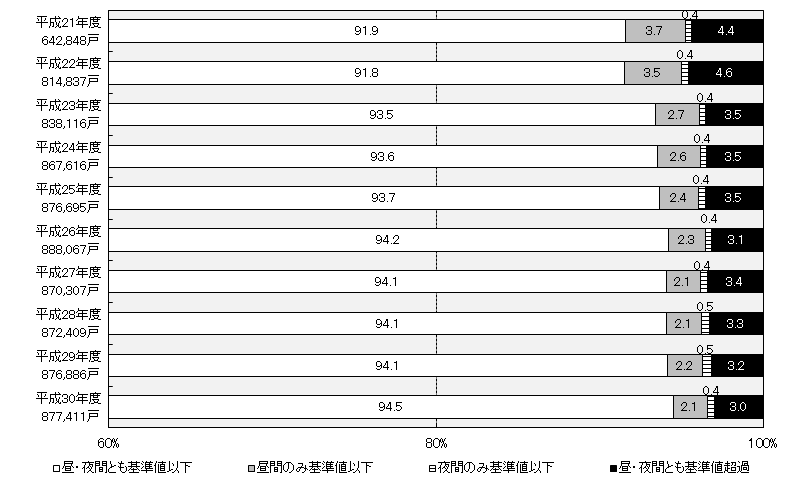 平成21年度
642,848戸
91.9
3.7
0.4
4.4
平成22年度
814,837戸
91.8
3.5
0.4
4.6
平成23年度
838,116戸
93.5
2.7
0.4
3.5
平成24年度
867,616戸
93.6
2.6
0.4
3.5
平成25年度
876,695戸
93.7
2.4
0.4
3.5
平成26年度
888,067戸
94.2
2.3
0.4
3.1
平成27年度
870,307戸
94.1
2.1
0.4
3.4
平成28年度
872,409戸
94.1
2.1
0.5
3.3
平成29年度
876,886戸
94.1
2.2
0.5
3.2
平成30年度
877,411戸
94.5
2.1
0.4
3.0
60% 80% 100%
昼・夜間とも基準値以下 昼間のみ基準値以下 夜間のみ基準値以下 昼・夜間とも基準値超過